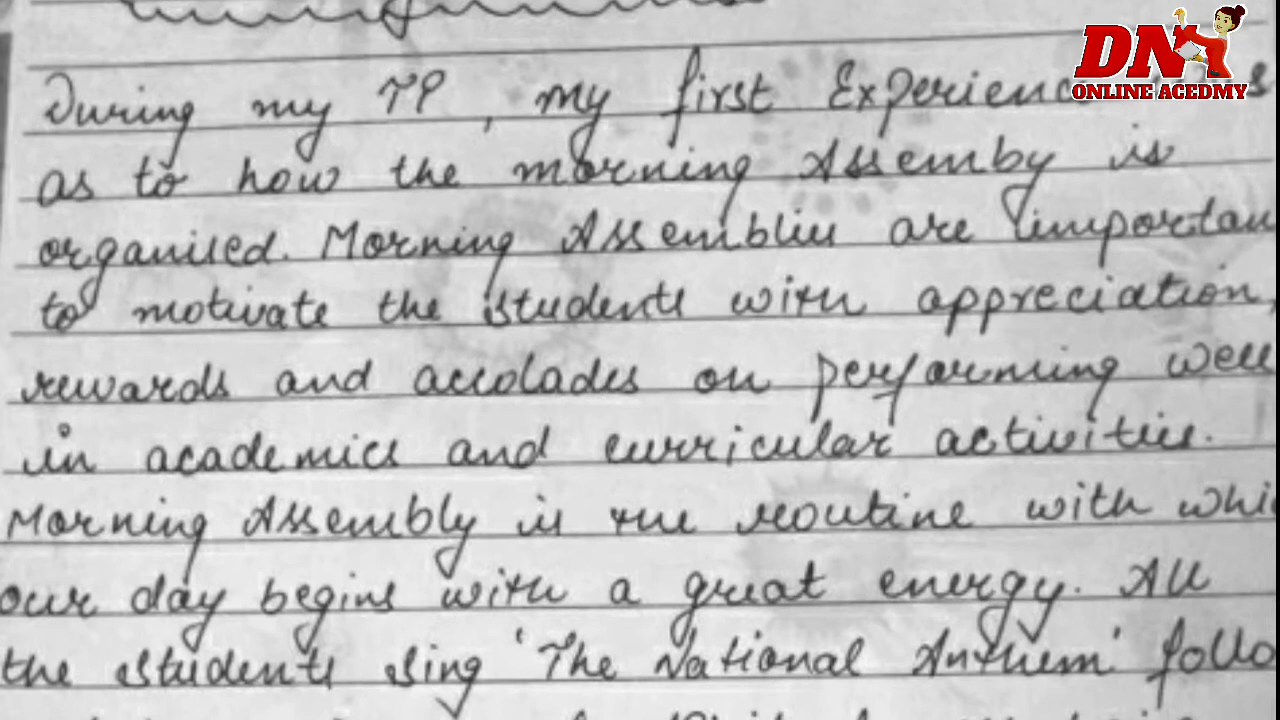 DN
ONLINE ACEDMY
During my TP, my first Experienc
as to how the morning Assemby is
organised. Morning Assemblies are importan
to motivate the students with appreciation,
rewards and accolades on performing well
in academics and curricular activities.
Morning Assembly is the routine with whi
our day begins with a great energy. All
the students sing 'The National Anthem' follo